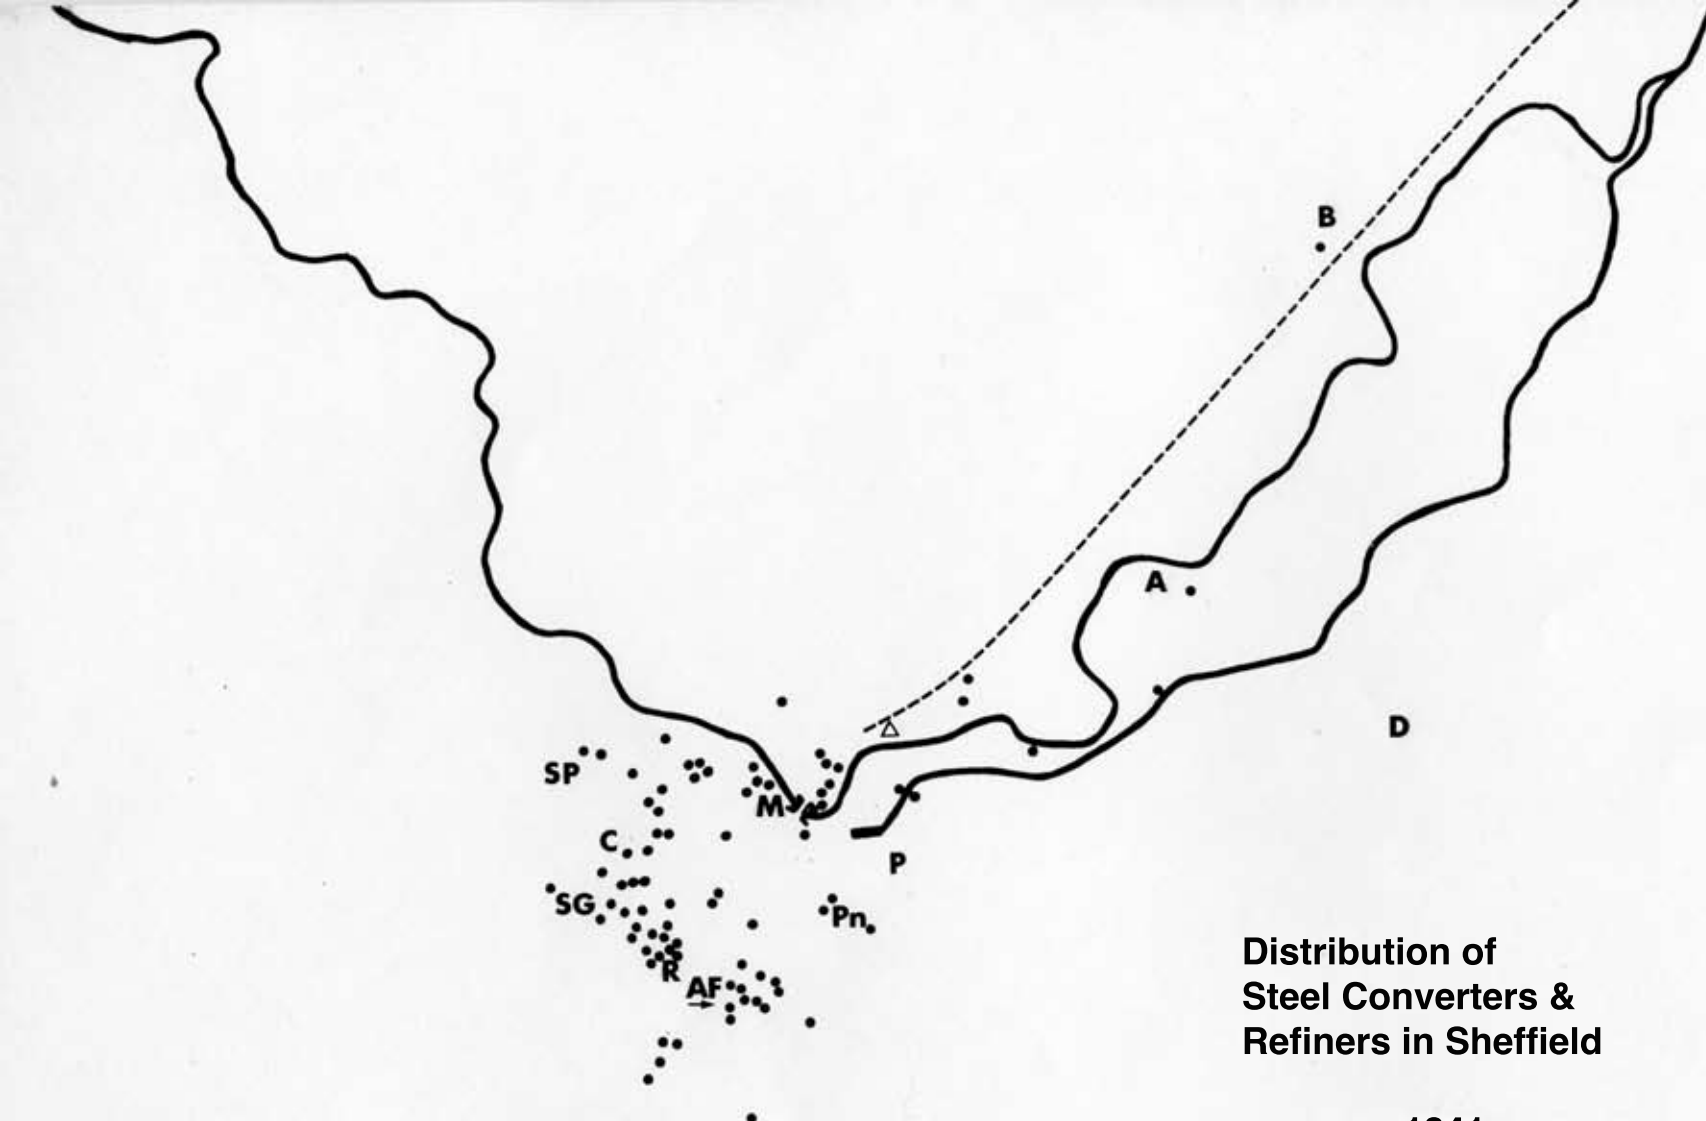 B
A
D
SP
M
C
P
SG
Pn
R
AF
Distribution of
Steel Converters &
Refiners in Sheffield